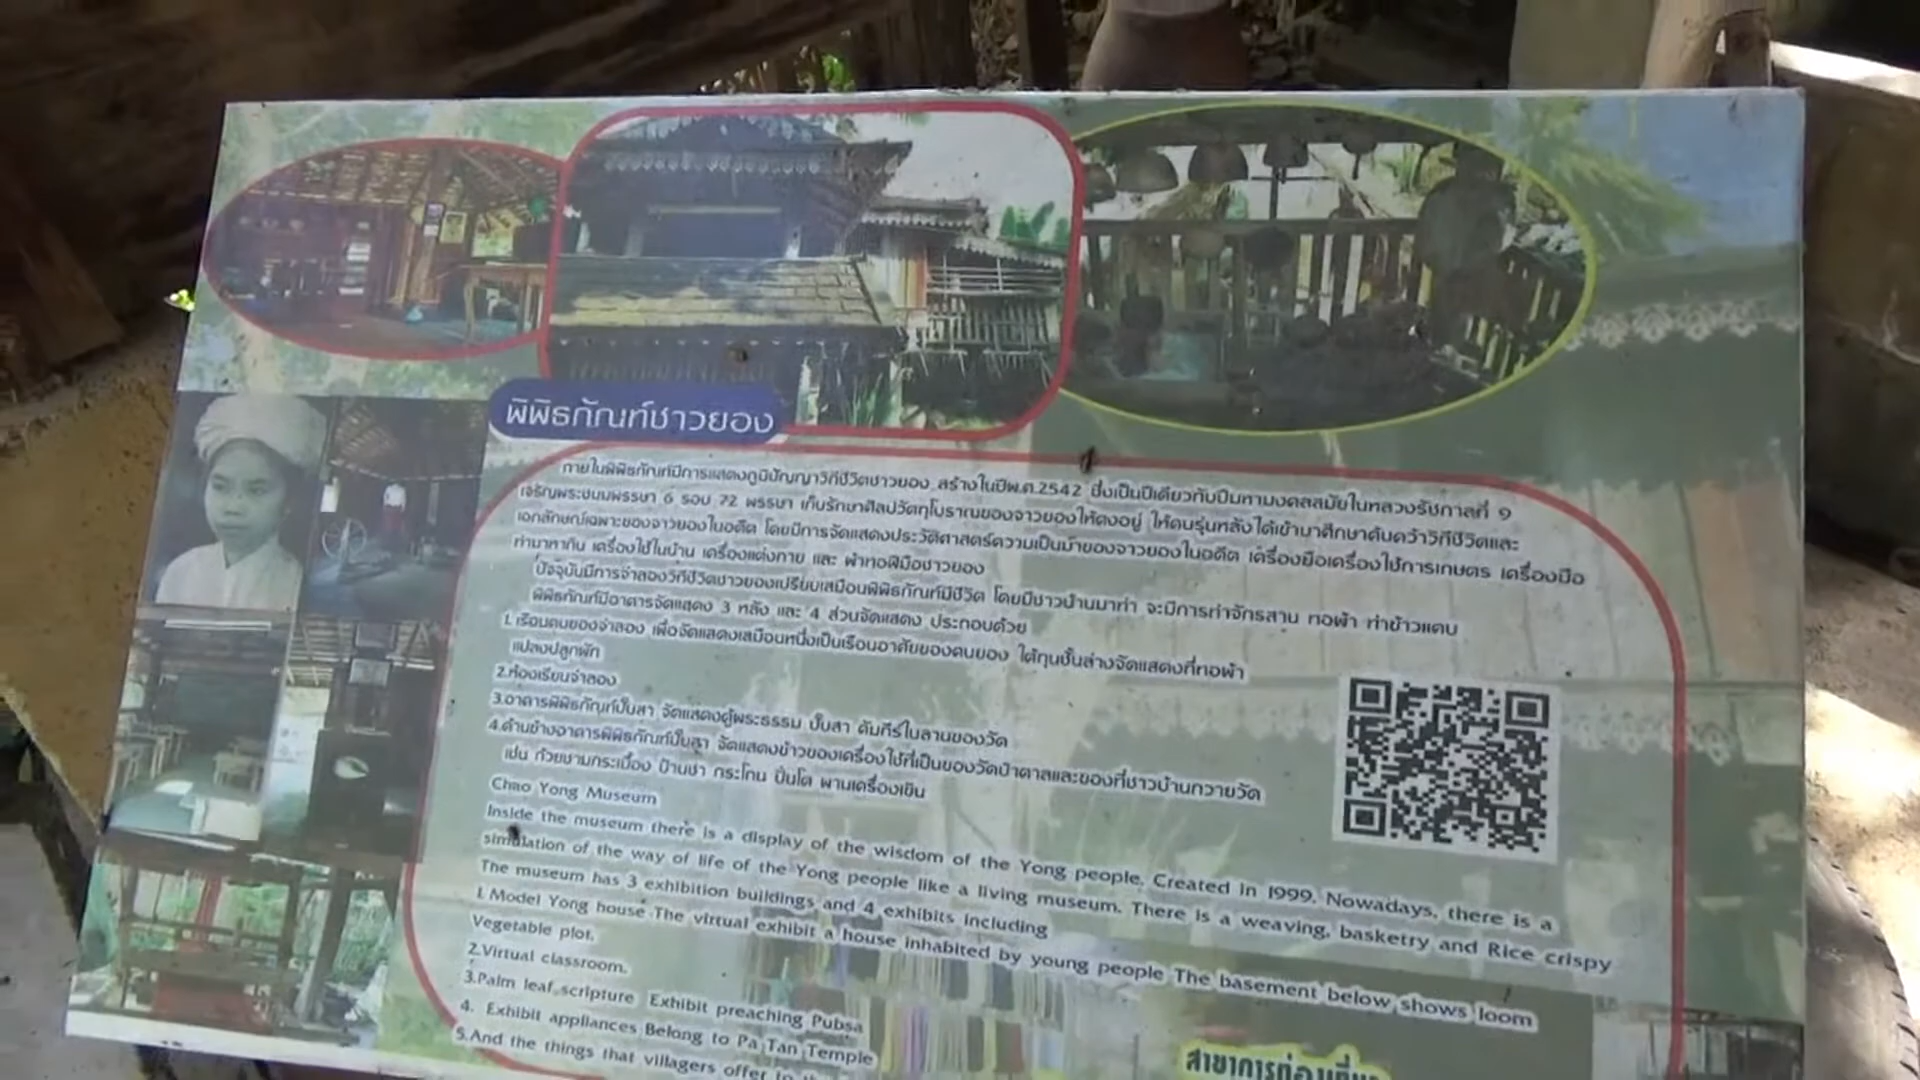 พิพิธภัณฑ์ชาวยอง
ภายในพิพิธภัณฑ์มีการแสดงภูมิปัญญาวิถีชีวิตชาวยอง สร้างในปีพ.ศ.2542 ซึ่งเป็นปีเดียวกับปีมหามงคลสมัยในหลวงรัชกาลที่ 9
เจริญพระชนมพรรษา 6 รอบ 72 พรรษา เก็บรักษาศิลปวัตถุโบราณของชาวยองให้คงอยู่ ให้คนรุ่นหลังได้เข้ามาศึกษาค้นคว้าวิถีชีวิตและ
เอกลักษณ์เฉพาะของชาวยองในอดีต โดยมีการจัดแสดงประวัติศาสตร์ความเป็นมาของชาวยองในอดีต เครื่องมือเครื่องใช้การเกษตร เครื่องมือ
ทำมาหากิน เครื่องใช้ในบ้าน เครื่องแต่งกาย และ ผ้าทอฝีมือชาวยอง
ปัจจุบันมีการจำลองวิถีชีวิตชาวยองเปรียบเสมือนพิพิธภัณฑ์มีชีวิต โดยมีชาวบ้านมาทำ จะมีการทำจักรสาน ทอผ้า ทำข้าวแคบ
พิพิธภัณฑ์มีอาคารจัดแสดง 3 หลัง และ 4 ส่วนจัดแสดง ประกอบด้วย
1.เรือนคนยองจำลอง เพื่อจัดแสดงเสมือนหนึ่งเป็นเรือนอาศัยของคนยอง ใต้ถุนชั้นล่างจัดแสดงที่ทอผ้า
แปลงปลูกผัก
2.ห้องเรียนจำลอง
3.อาคารพิพิธภัณฑ์ปั๊บสา จัดแสดงตู้พระธรรม ปั๊บสา คัมภีร์ใบลานของวัด
4.ด้านข้างอาคารพิพิธภัณฑ์ปั๊บสา จัดแสดงข้าวของเครื่องใช้ที่เป็นของวัดป่าตาลและของที่ชาวบ้านถวายวัด
เช่น ถ้วยชามกระเบื้อง ป้านชา กระโถน ปิ่นโต พานเครื่องเขิน
Chao Yong Museum
Inside the museum there is a display of the wisdom of the Yong people. Created in 1999. Nowadays, there is a
simulation of the way of life of the Yong people like a living museum. There is a weaving, basketry and Rice crispy
The museum has 3 exhibition buildings and 4 exhibits including
1. Model Yong house The virtual exhibit a house inhabited by young people The basement below shows loom
Vegetable plot.
2.Virtual classroom.
3.Palm leaf scripture Exhibit preaching Pubsa
4. Exhibit appliances Belong to Pa Tan Temple
5.And the things that villagers offer to